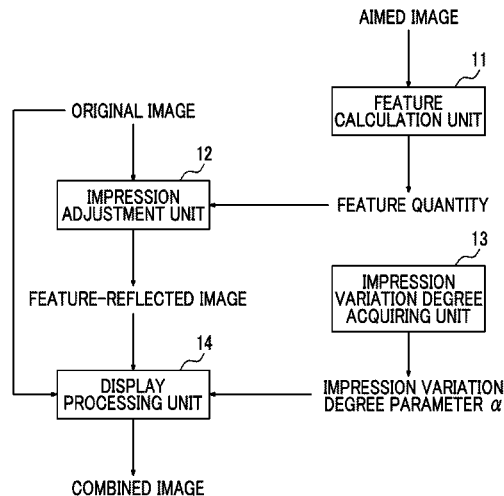 AIMED IMAGE
11
FEATURE
CALCULATION UNIT
ORIGINAL IMAGE
12
IMPRESSION
ADJUSTMENT UNIT
FEATURE QUANTITY
13
IMPRESSION
VARIATION DEGREE
ACQUIRING UNIT
FEATURE-REFLECTED IMAGE
14
DISPLAY
PROCESSING UNIT
IMPRESSION VARIATION
DEGREE PARAMETER α
COMBINED IMAGE